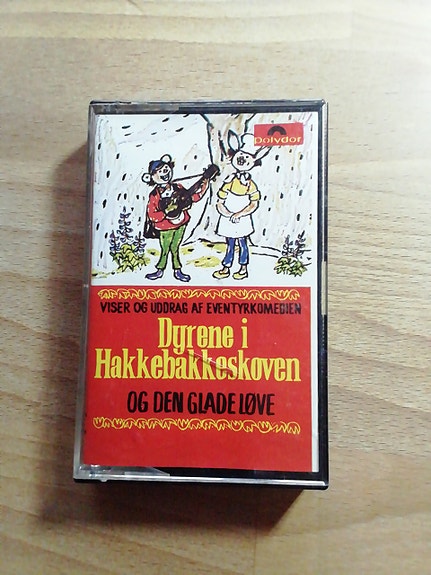 Polydor
VISER OG UDDRAG AF EVENTYRKOMEDIEN
Dyrene i
Hakkebakkeskoven
OG DEN GLADE LØVE